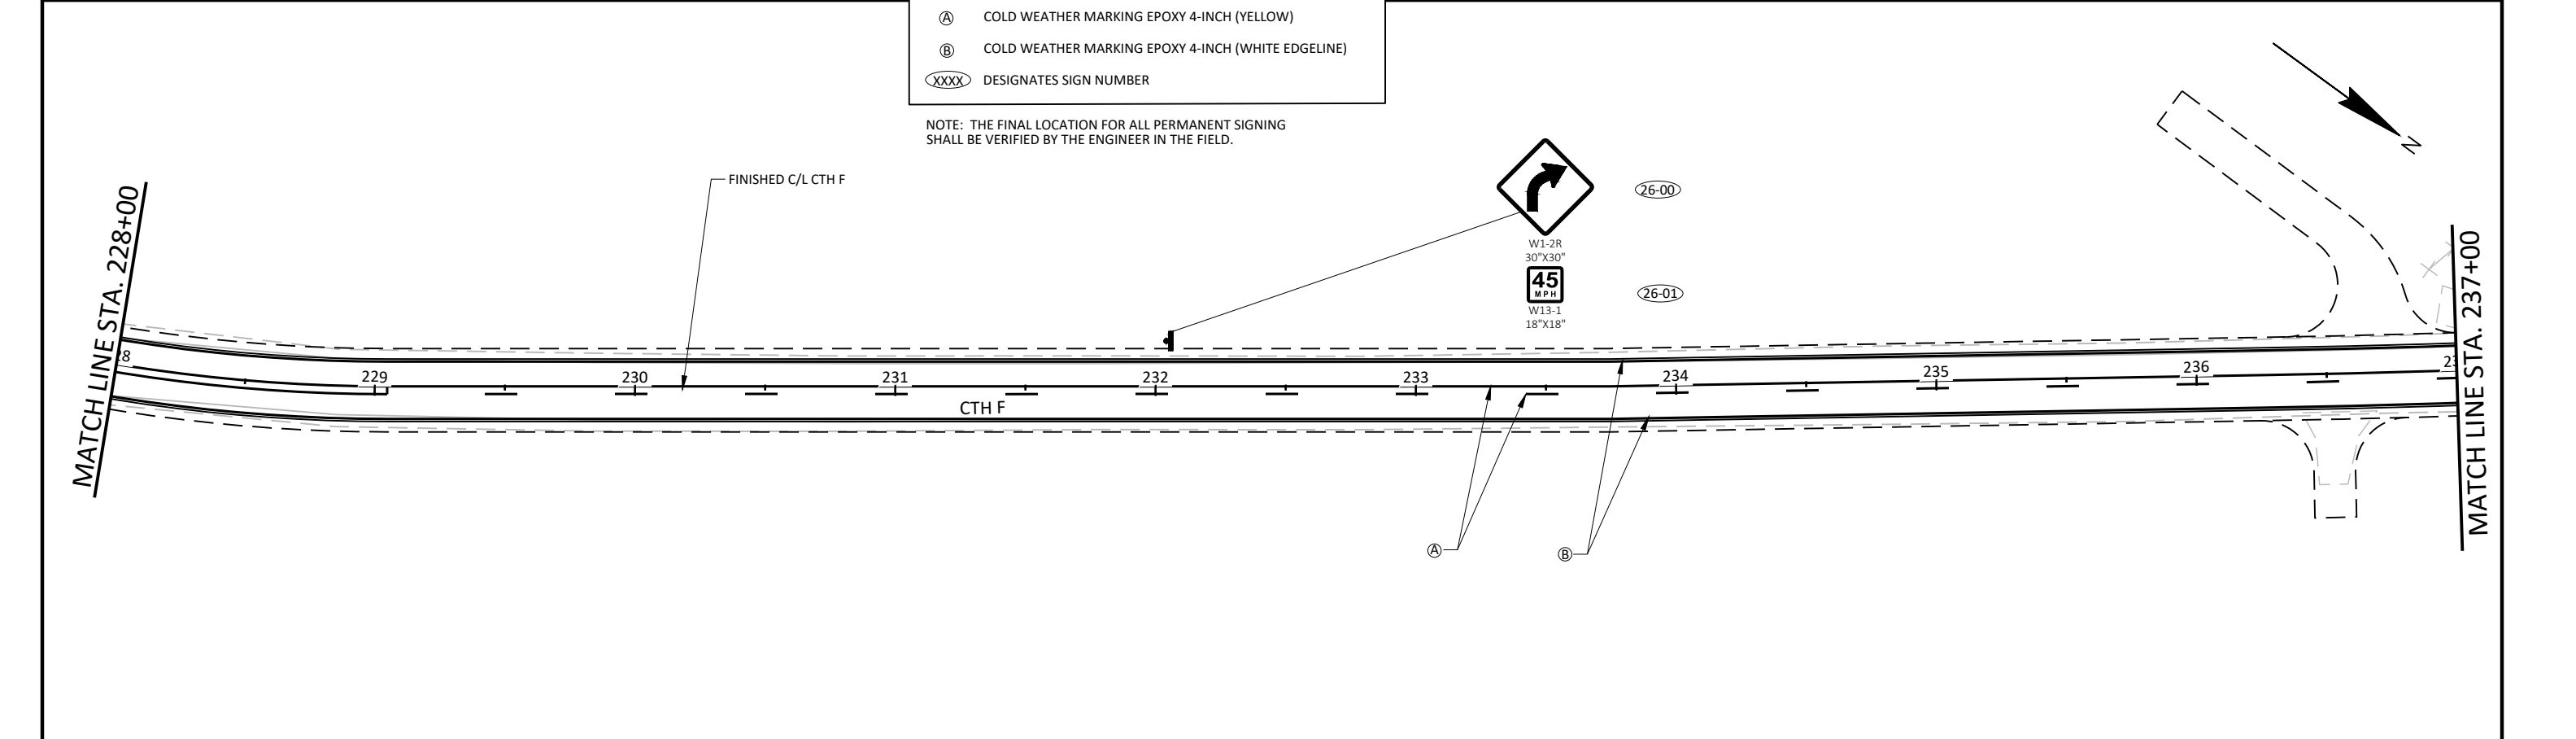 Ⓐ COLD WEATHER MARKING EPOXY 4-INCH (YELLOW)
Ⓑ COLD WEATHER MARKING EPOXY 4-INCH (WHITE EDGELINE)
XXXX DESIGNATES SIGN NUMBER
NOTE: THE FINAL LOCATION FOR ALL PERMANENT SIGNING
SHALL BE VERIFIED BY THE ENGINEER IN THE FIELD.
N
FINISHED C/L CTH F
26-00
W1-2R
30"X30"
45
MPH
26-01
W13-1
18"X18"
MATCH LINE STA. 228+00
MATCH LINE STA. 237+00
229 230 231 232 233 234 235 236
CTH F
Ⓐ
Ⓑ